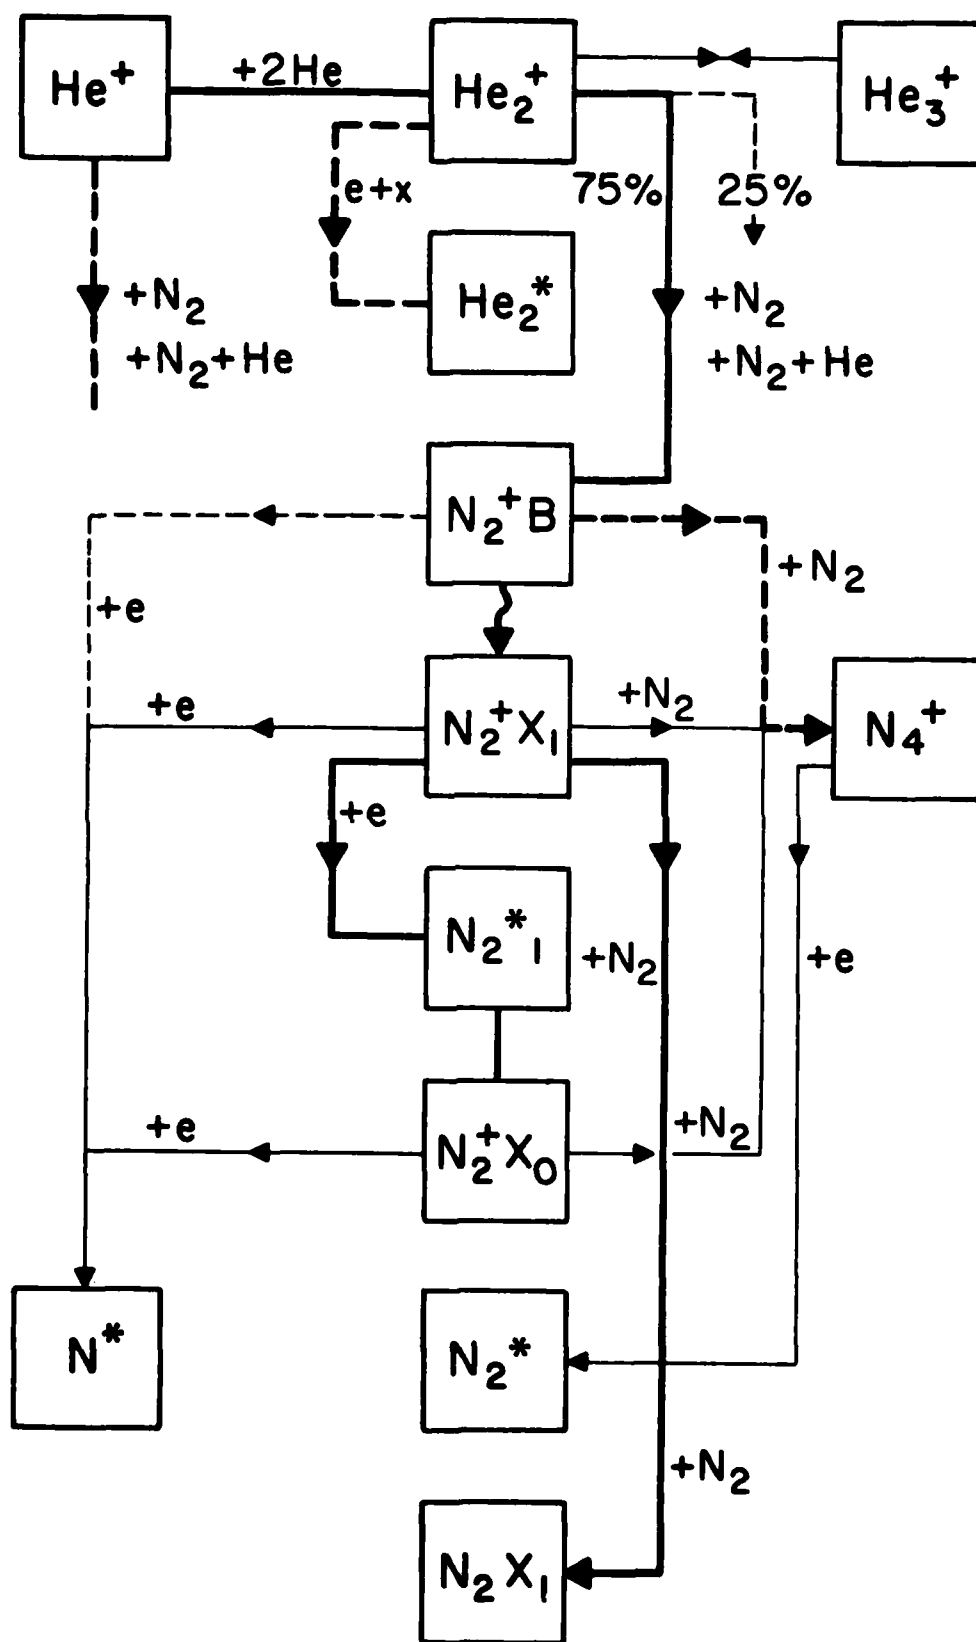 He⁺
+2He
He₂⁺
He₃⁺
e+x
75%
25%
He₂*
+N₂
+N₂+He
+N₂
+N₂+He
N₂⁺B
+N₂
+e
+e
N₂⁺X₁
+N₂
N₄⁺
+e
N₂*₁
+N₂
+e
+e
N₂⁺X₀
+N₂
N*
N₂*
+N₂
N₂X₁